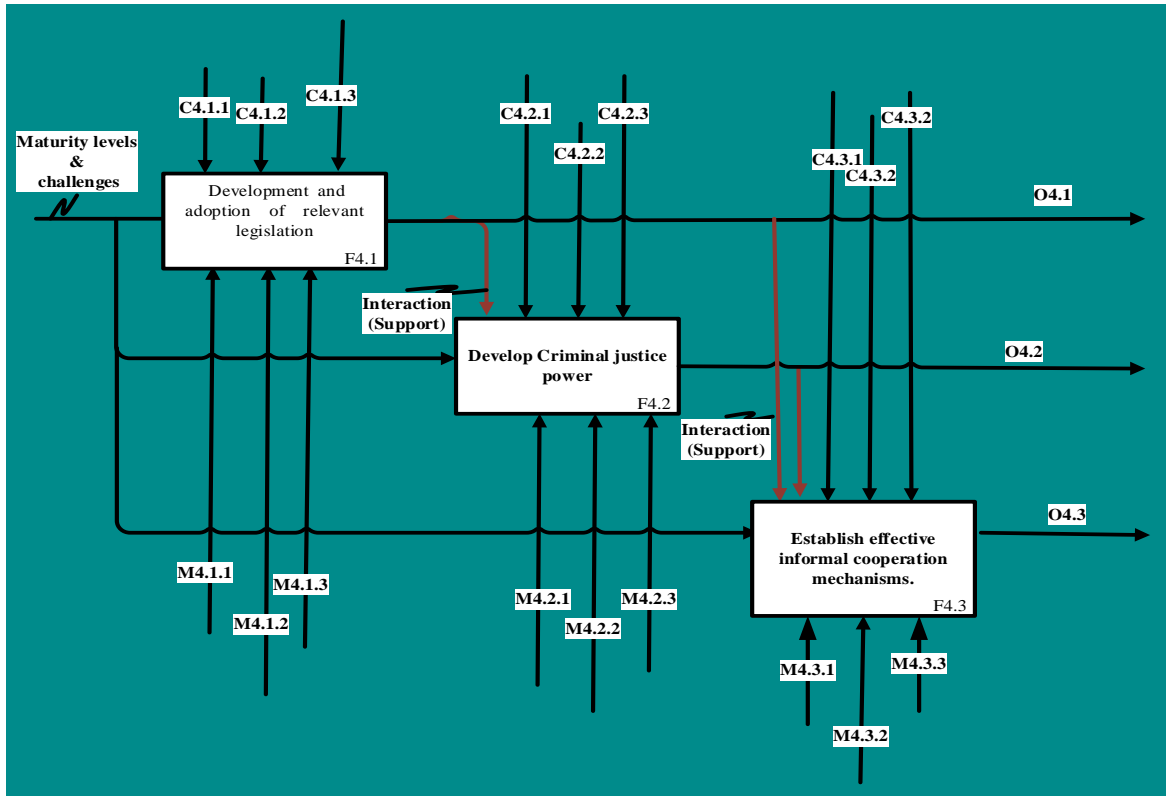 C4.1.1
C4.1.2
C4.1.3
C4.2.1
C4.2.2
C4.2.3
C4.3.1
C4.3.2
C4.3.2
Maturity levels
&
challenges
Development and
adoption of relevant
legislation
F4.1
O4.1
Interaction
(Support)
Develop Criminal justice
power
F4.2
O4.2
Interaction
(Support)
Establish effective
informal cooperation
mechanisms.
F4.3
O4.3
M4.1.1
M4.1.2
M4.1.3
M4.2.1
M4.2.2
M4.2.3
M4.3.1
M4.3.2
M4.3.3